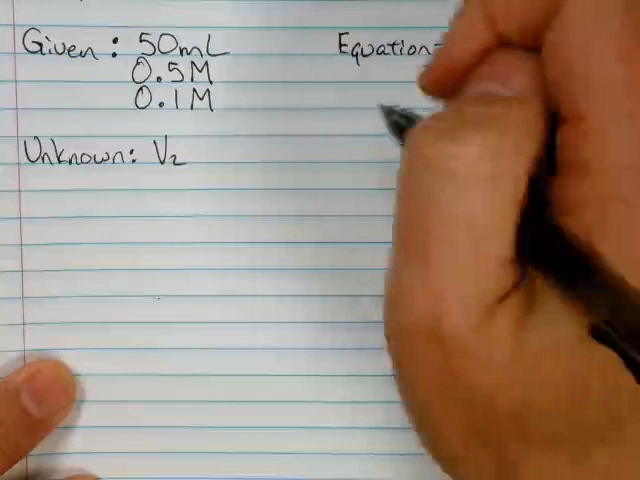 Given: 50mL
0.5M
0.1M
Equation-
Unknown: V₂